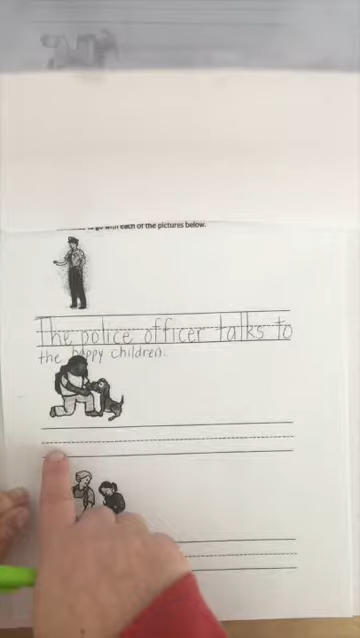 to go with each of the pictures below.
The police officer talks to
the happy children.